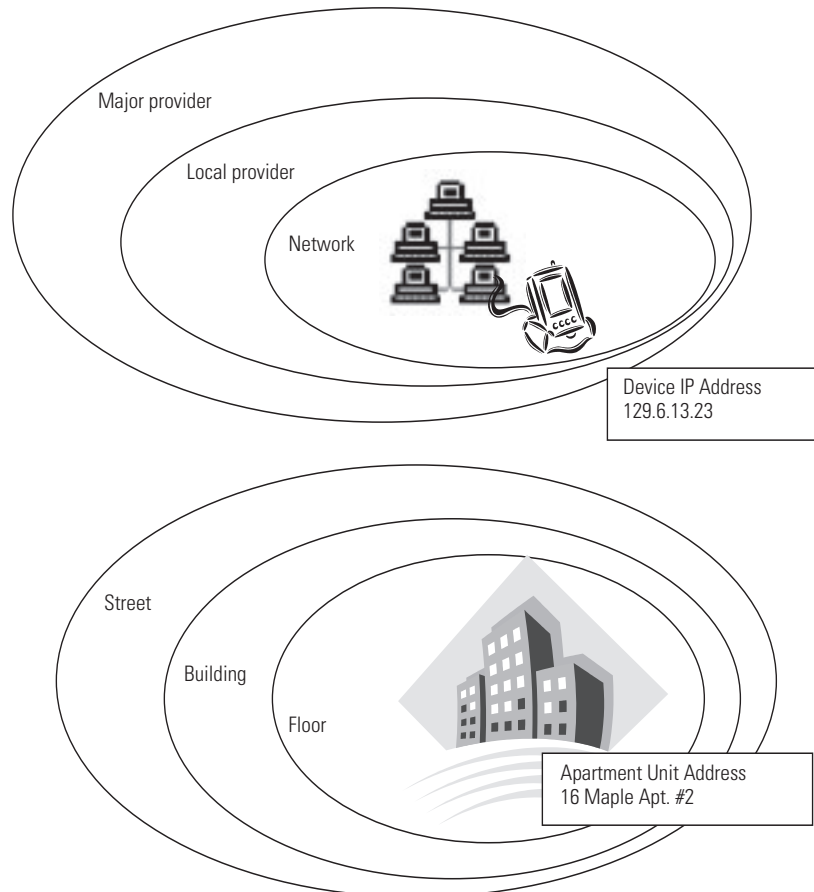 Major provider
Local provider
Network
Device IP Address
129.6.13.23
Street
Building
Floor
Apartment Unit Address
16 Maple Apt. #2